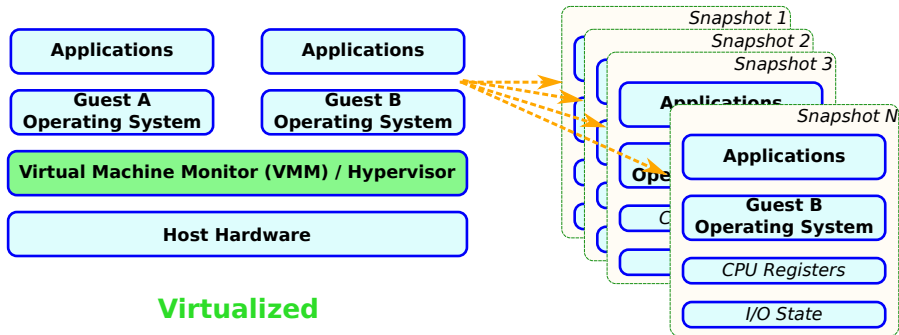 Applications
Applications
Guest A
Operating System
Guest B
Operating System
Virtual Machine Monitor (VMM) / Hypervisor
Host Hardware
Virtualized
Snapshot 1
Snapshot 2
Snapshot 3
Applications
Snapshot N
Applications
Guest B
Operating System
CPU Registers
I/O State